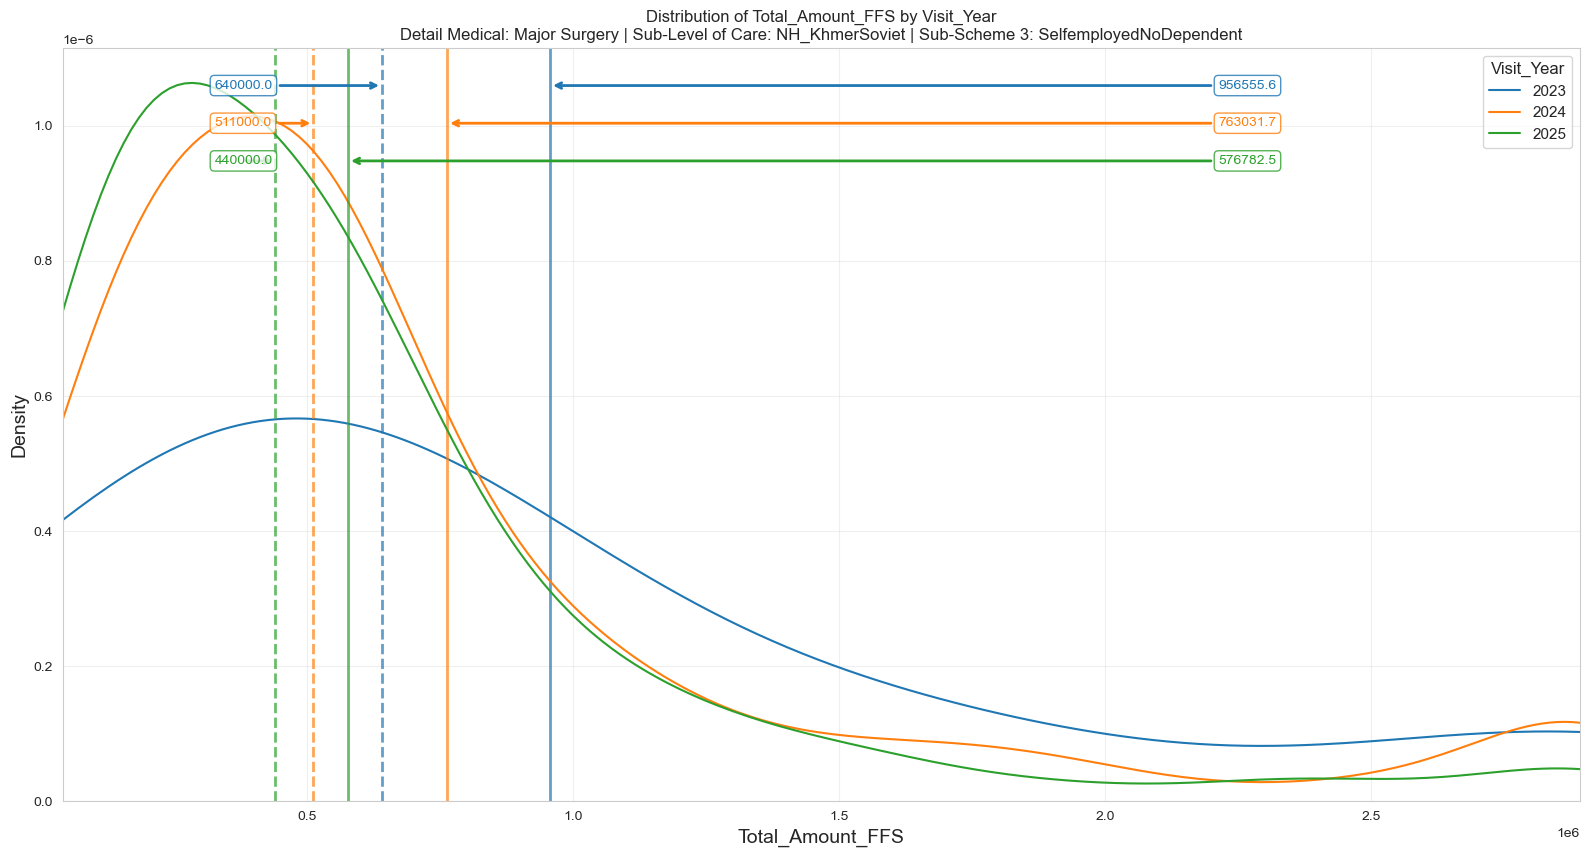 Distribution of Total_Amount_FFS by Visit_Year
Detail Medical: Major Surgery | Sub-Level of Care: NH_KhmerSoviet | Sub-Scheme 3: SelfemployedNoDependent
1e−6
640000.0
956555.6
511000.0
763031.7
440000.0
576782.5
Visit_Year
2023
2024
2025
1.0
0.8
0.6
0.4
0.2
0.0
Density
0.5
1.0
1.5
2.0
2.5
1e6
Total_Amount_FFS